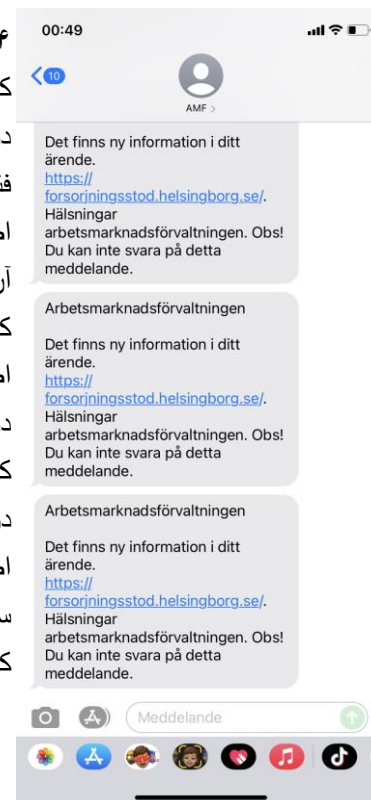 00:49
10
AMF >
Det finns ny information i ditt
ärende.
https://
forsorjningsstod.helsingborg.se/.
Hälsningar
arbetsmarknadsförvaltningen. Obs!
Du kan inte svara på detta
meddelande.
Arbetsmarknadsförvaltningen
Det finns ny information i ditt
ärende.
https://
forsorjningsstod.helsingborg.se/.
Hälsningar
arbetsmarknadsförvaltningen. Obs!
Du kan inte svara på detta
meddelande.
Arbetsmarknadsförvaltningen
Det finns ny information i ditt
ärende.
https://
forsorjningsstod.helsingborg.se/.
Hälsningar
arbetsmarknadsförvaltningen. Obs!
Du kan inte svara på detta
meddelande.
Meddelande